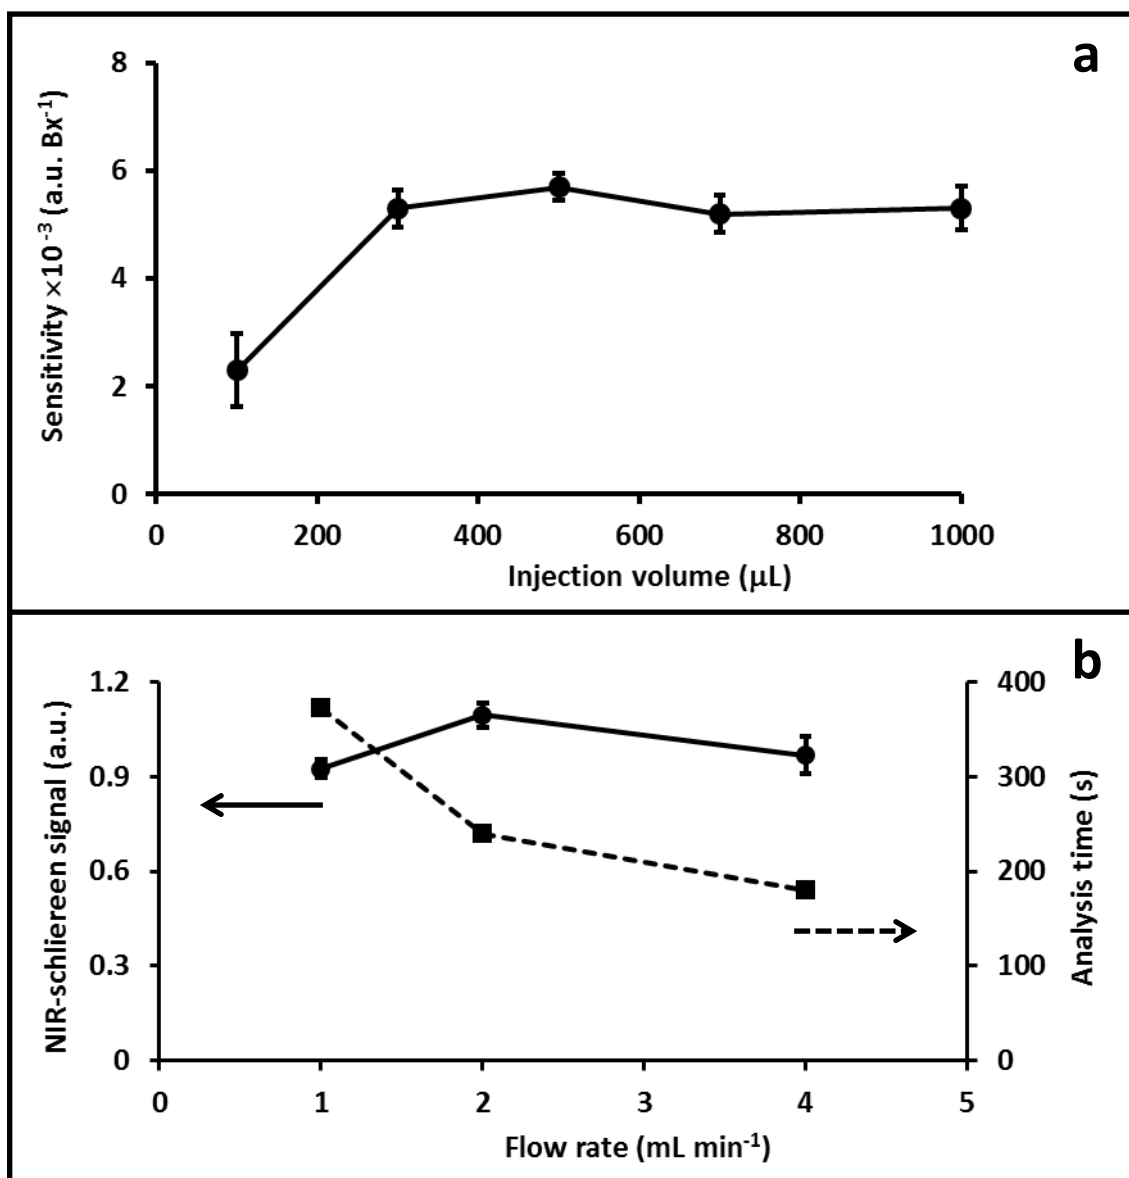 a
Sensitivity ×10⁻³ (a.u. Bx⁻¹)
8
6
4
2
0
0 200 400 600 800 1000
Injection volume (μL)
b
NIR-schliereen signal (a.u.)
1.2
0.9
0.6
0.3
0
400
300
200
100
0
Analysis time (s)
0 1 2 3 4 5
Flow rate (mL min⁻¹)